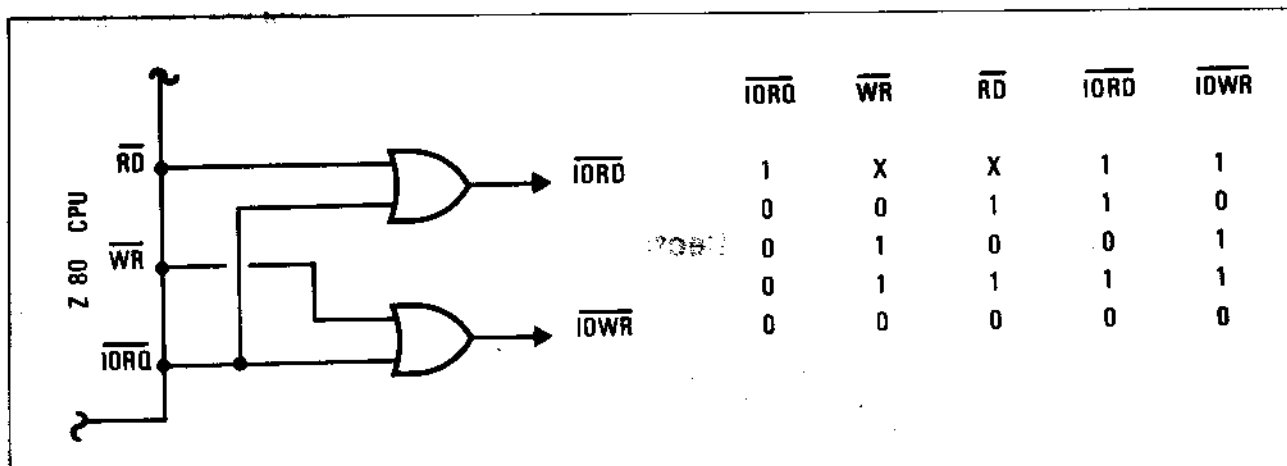 Z 80 CPU
RD
WR
IORQ
IORD
IOWR
IORQ WR RD IORD IOWR
1 X X 1 1
0 0 1 1 0
0 1 0 0 1
0 1 1 1 1
0 0 0 0 0